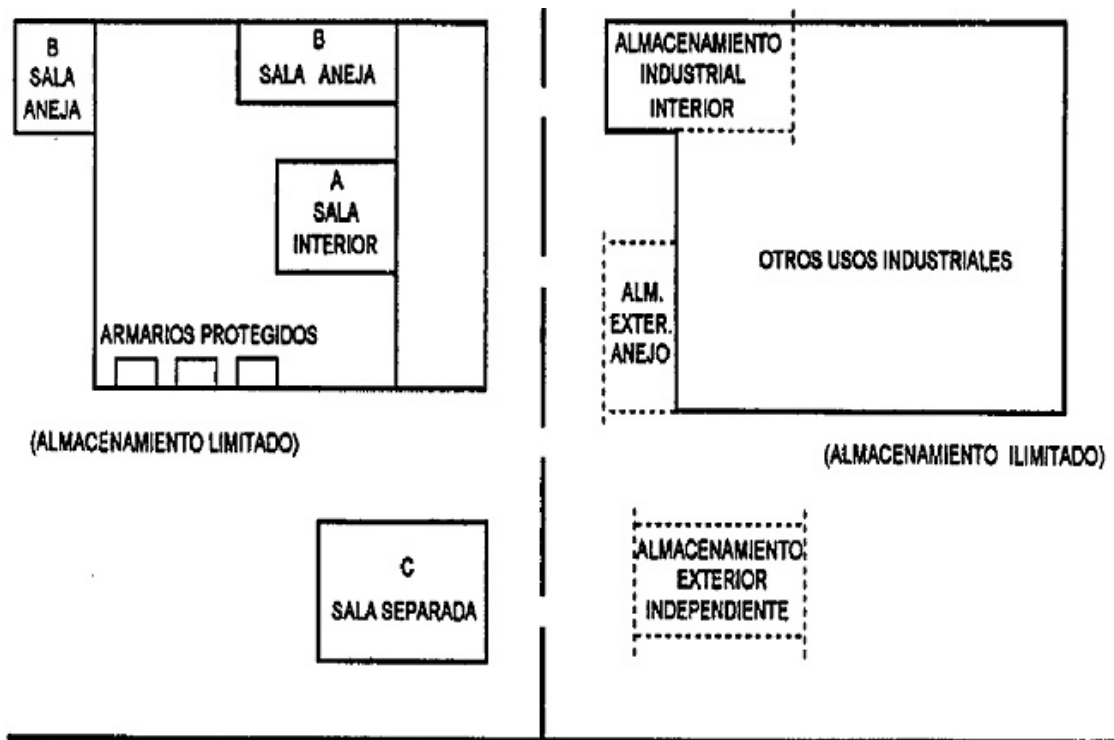 B
SALA
ANEJA
B
SALA ANEJA
A
SALA
INTERIOR
ARMARIOS PROTEGIDOS
(ALMACENAMIENTO LIMITADO)
C
SALA SEPARADA
ALMACENAMIENTO
INDUSTRIAL
INTERIOR
OTROS USOS INDUSTRIALES
ALM.
EXTER.
ANEJO
(ALMACENAMIENTO ILIMITADO)
ALMACENAMIENTO
EXTERIOR
INDEPENDIENTE